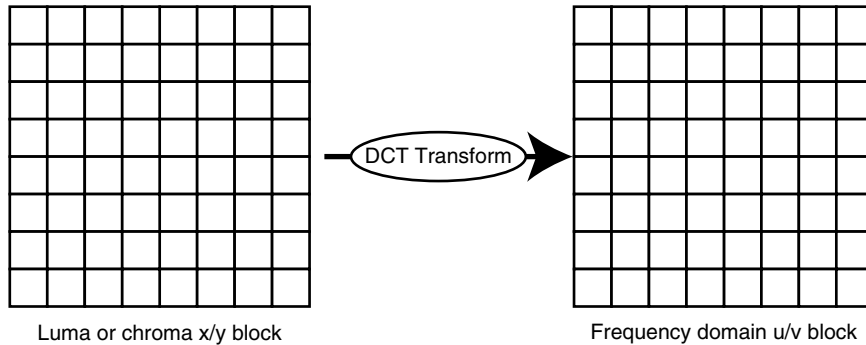 DCT Transform
Luma or chroma x/y block
Frequency domain u/v block